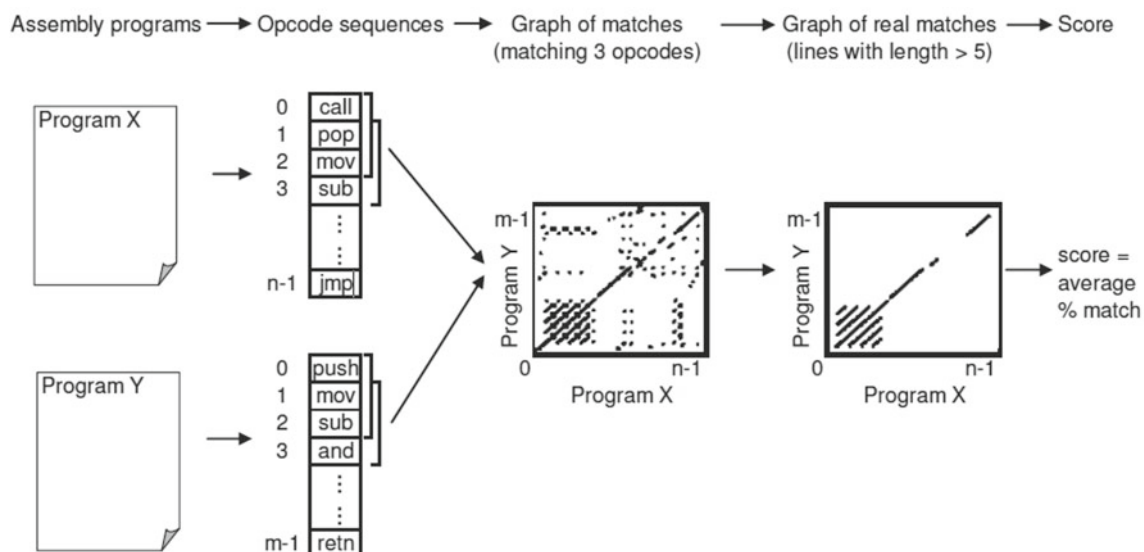 Assembly programs
Opcode sequences
Graph of matches
(matching 3 opcodes)
Graph of real matches
(lines with length > 5)
Score
Program X
0 call
1 pop
2 mov
3 sub
n-1 jmp
Program Y
0 push
1 mov
2 sub
3 and
m-1 retn
m-1
Program Y
0
n-1
Program X
m-1
Program Y
0
n-1
Program X
score =
average
% match